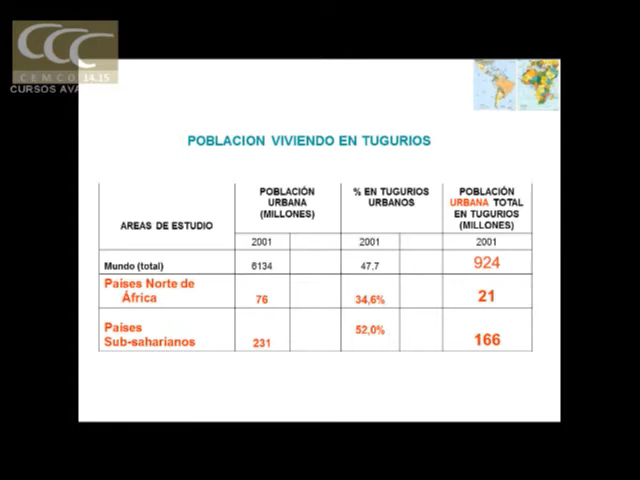 CCC
CEMCO 14.15
CURSOS AVA
POBLACION VIVIENDO EN TUGURIOS
AREAS DE ESTUDIO
POBLACIÓN
URBANA
(MILLONES)
% EN TUGURIOS
URBANOS
POBLACIÓN
URBANA TOTAL
EN TUGURIOS
(MILLONES)
2001
2001
2001
Mundo (total)
6134
47,7
924
Países Norte de
África
76
34,6%
21
Países
Sub-saharianos
231
52,0%
166